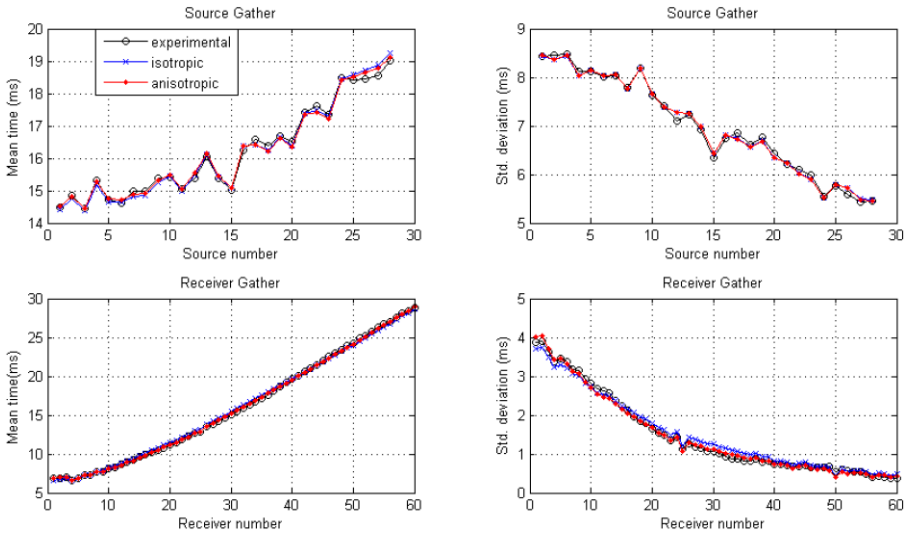 Source Gather
Mean time (ms)
20
19
18
17
16
15
14
experimental
isotropic
anisotropic
0 5 10 15 20 25 30
Source number
Source Gather
Std. deviation (ms)
9
8
7
6
5
0 5 10 15 20 25 30
Source number
Receiver Gather
Mean time(ms)
30
25
20
15
10
5
0 10 20 30 40 50 60
Receiver number
Receiver Gather
Std. deviation (ms)
5
4
3
2
1
0
0 10 20 30 40 50 60
Receiver number